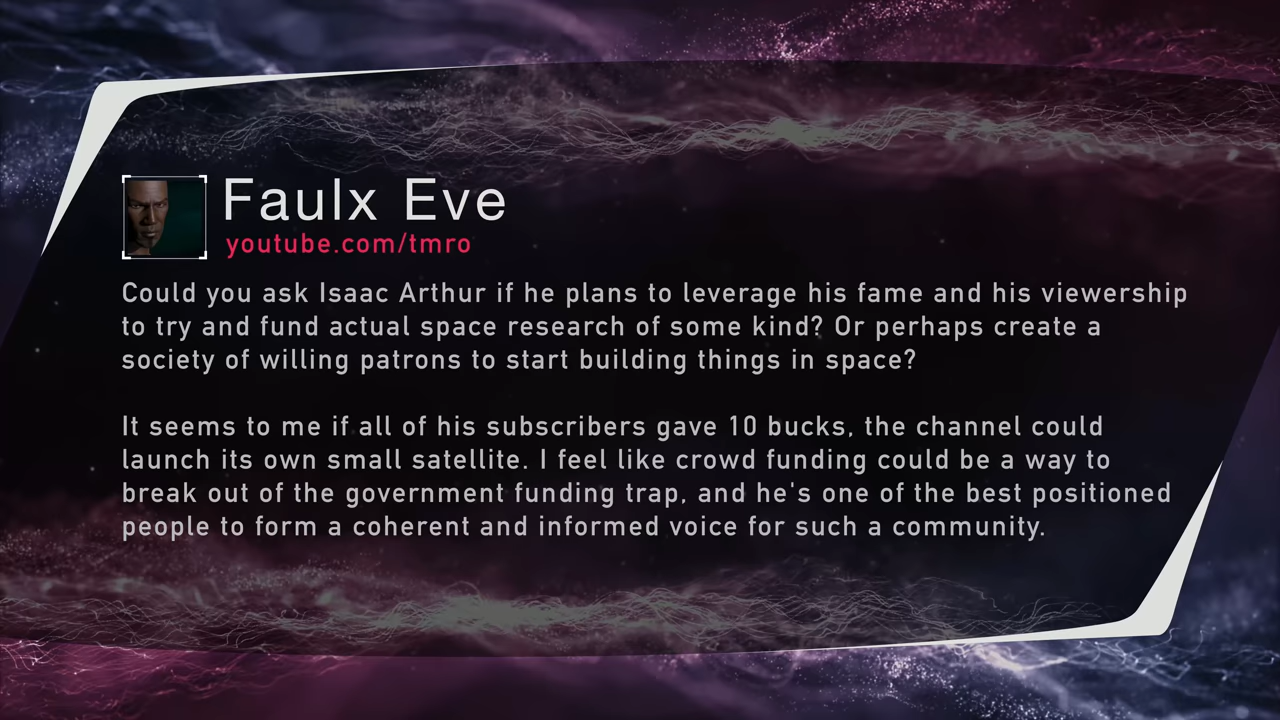 Faulx Eve
youtube.com/tmro
Could you ask Isaac Arthur if he plans to leverage his fame and his viewership
to try and fund actual space research of some kind? Or perhaps create a
society of willing patrons to start building things in space?
It seems to me if all of his subscribers gave 10 bucks, the channel could
launch its own small satellite. I feel like crowd funding could be a way to
break out of the government funding trap, and he's one of the best positioned
people to form a coherent and informed voice for such a community.